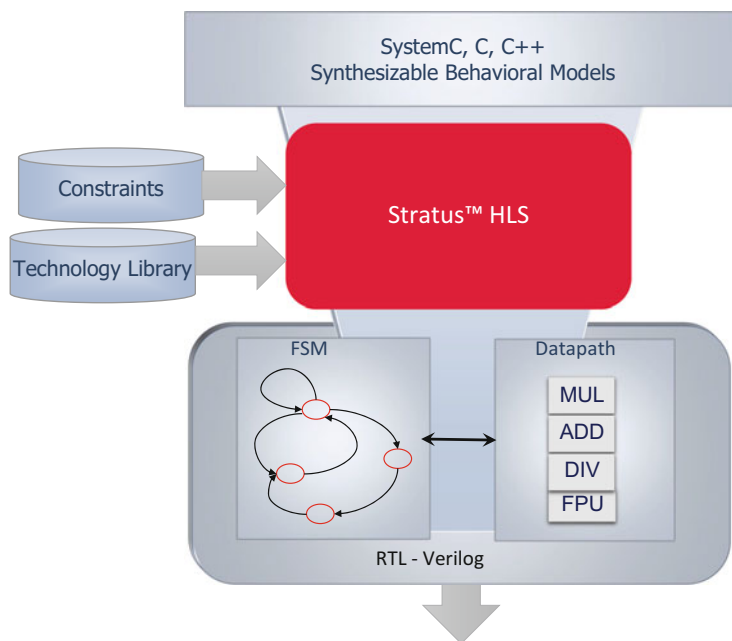 SystemC, C, C++
Synthesizable Behavioral Models
Constraints
Technology Library
Stratus™ HLS
FSM
Datapath
MUL
ADD
DIV
FPU
RTL - Verilog